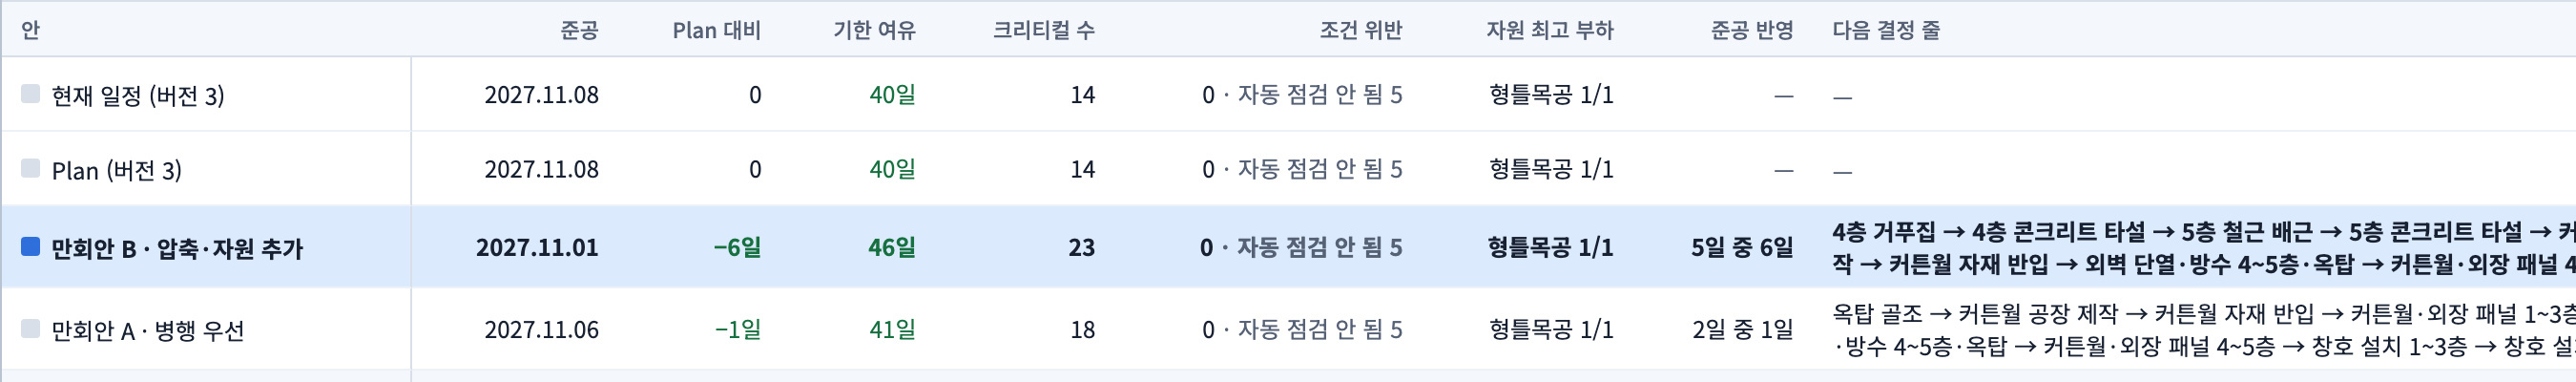 안 준공 Plan 대비 기한 여유 크리티컬 수 조건 위반 자원 최고 부하 준공 반영 다음 결정 줄
현재 일정 (버전 3) 2027.11.08 0 40일 14 0 · 자동 점검 안 됨 5 형틀목공 1/1 — —
Plan (버전 3) 2027.11.08 0 40일 14 0 · 자동 점검 안 됨 5 형틀목공 1/1 — —
만회안 B · 압축·자원 추가 2027.11.01 −6일 46일 23 0 · 자동 점검 안 됨 5 형틀목공 1/1 5일 중 6일 4층 거푸집 → 4층 콘크리트 타설 → 5층 철근 배근 → 5층 콘크리트 타설 →
작 → 커튼월 자재 반입 → 외벽 단열·방수 4~5층·옥탑 → 커튼월·외장 패널 4
만회안 A · 병행 우선 2027.11.06 −1일 41일 18 0 · 자동 점검 안 됨 5 형틀목공 1/1 2일 중 1일 옥탑 골조 → 커튼월 공장 제작 → 커튼월 자재 반입 → 커튼월·외장 패널 1~3층
·방수 4~5층·옥탑 → 커튼월·외장 패널 4~5층 → 창호 설치 1~3층 → 창호 설